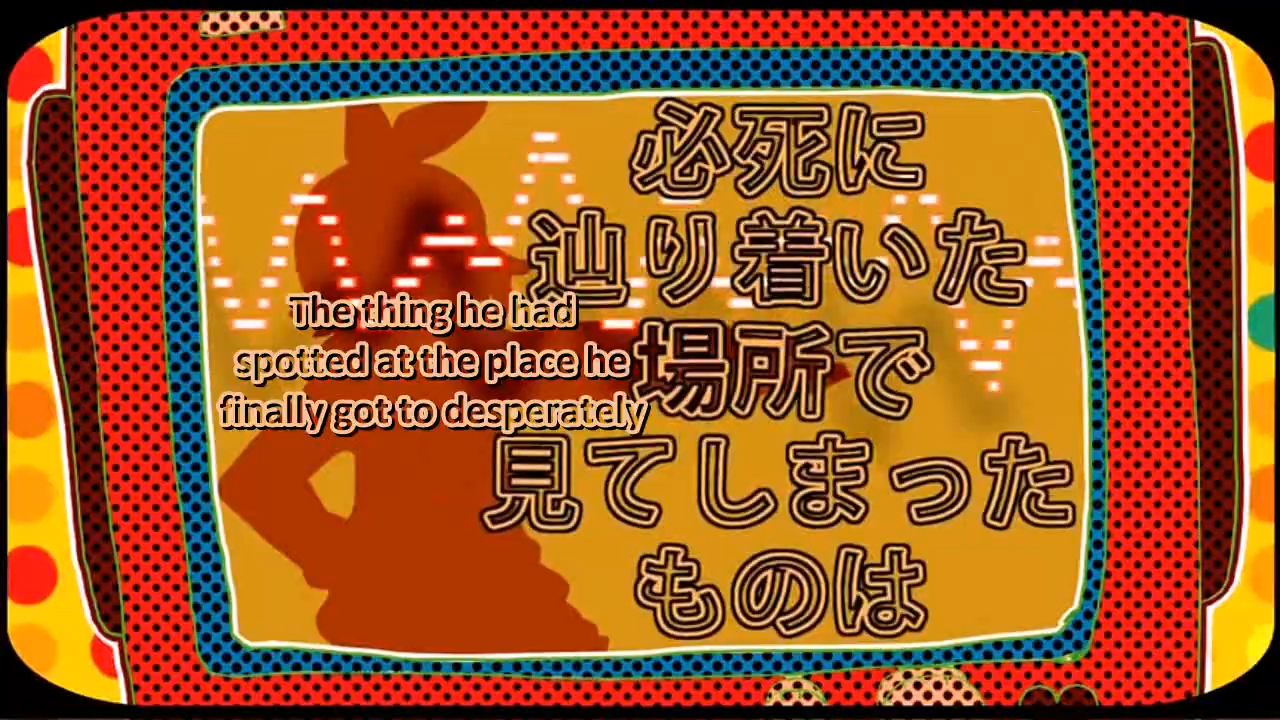 必死に
辿り着いた
場所で
見てしまった
ものは
The thing he had
spotted at the place he
finally got to desperately